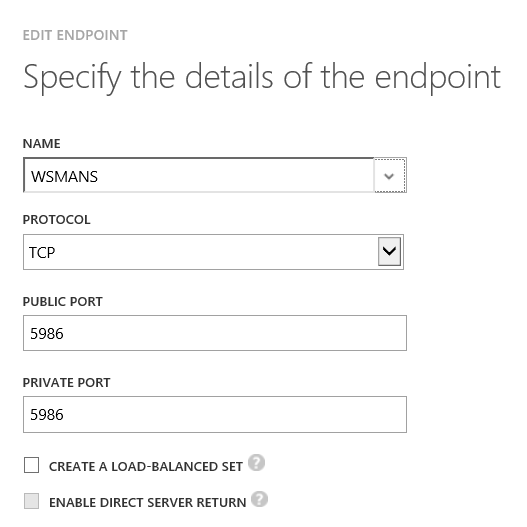 EDIT ENDPOINT
Specify the details of the endpoint
NAME
WSMANS
PROTOCOL
TCP
PUBLIC PORT
5986
PRIVATE PORT
5986
CREATE A LOAD-BALANCED SET ?
ENABLE DIRECT SERVER RETURN ?